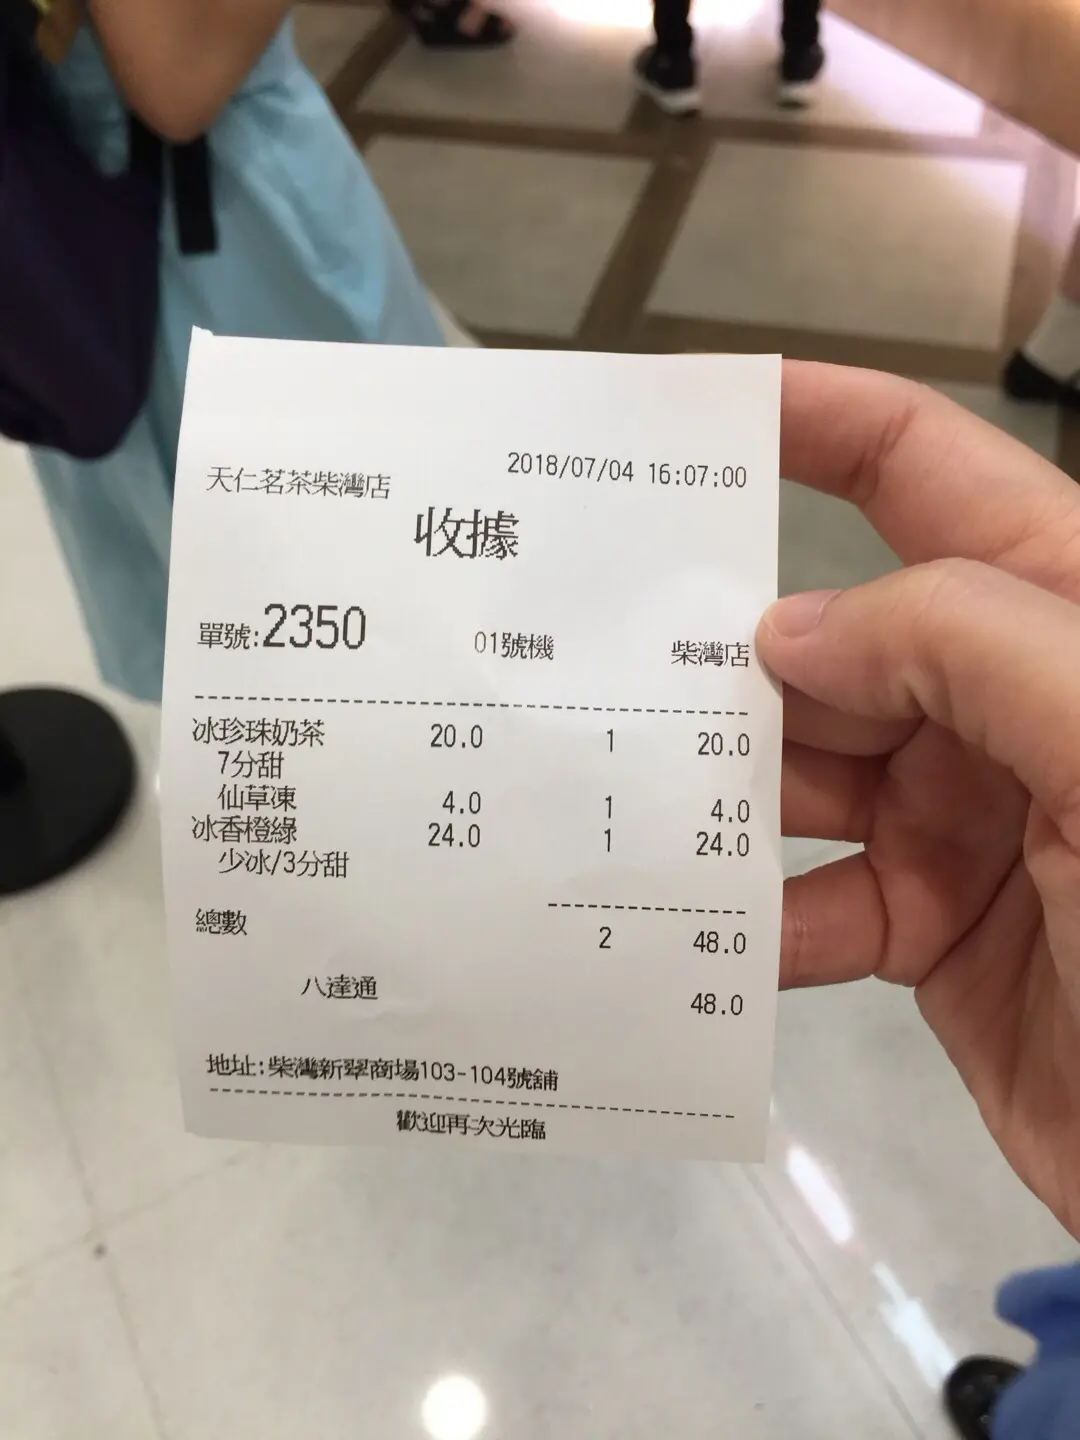 2018/07/04 16:07:00
天仁茗茶柴灣店
收據
單號:2350 01號機 柴灣店
冰珍珠奶茶 20.0 1 20.0
7分甜
仙草凍 4.0 1 4.0
冰香橙綠 24.0 1 24.0
少冰/3分甜
總數 2 48.0
八達通 48.0
地址:柴灣新翠商場103-104號舖
歡迎再次光臨